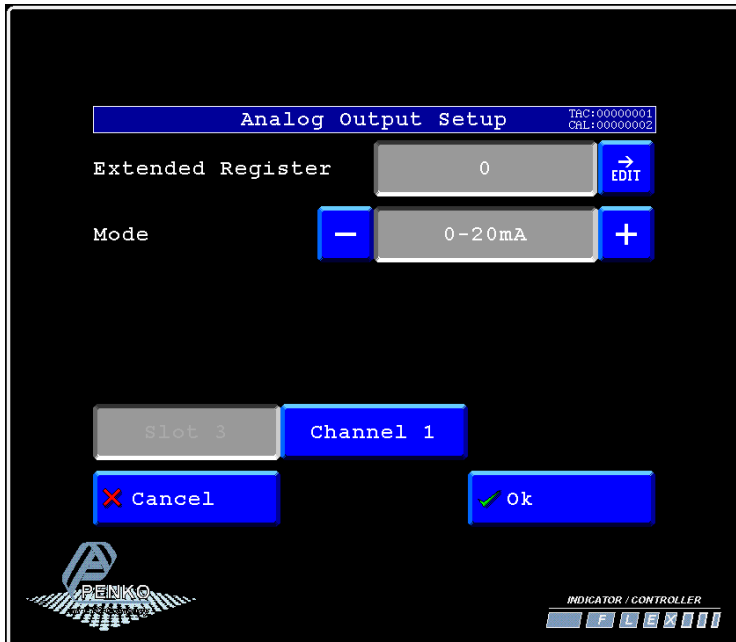 Analog Output Setup
TAC:00000001
CAL:00000002
Extended Register
0
EDIT
Mode
0-20mA
Slot 3
Channel 1
Cancel
Ok
PENKO
INDICATOR / CONTROLLER
FLEX